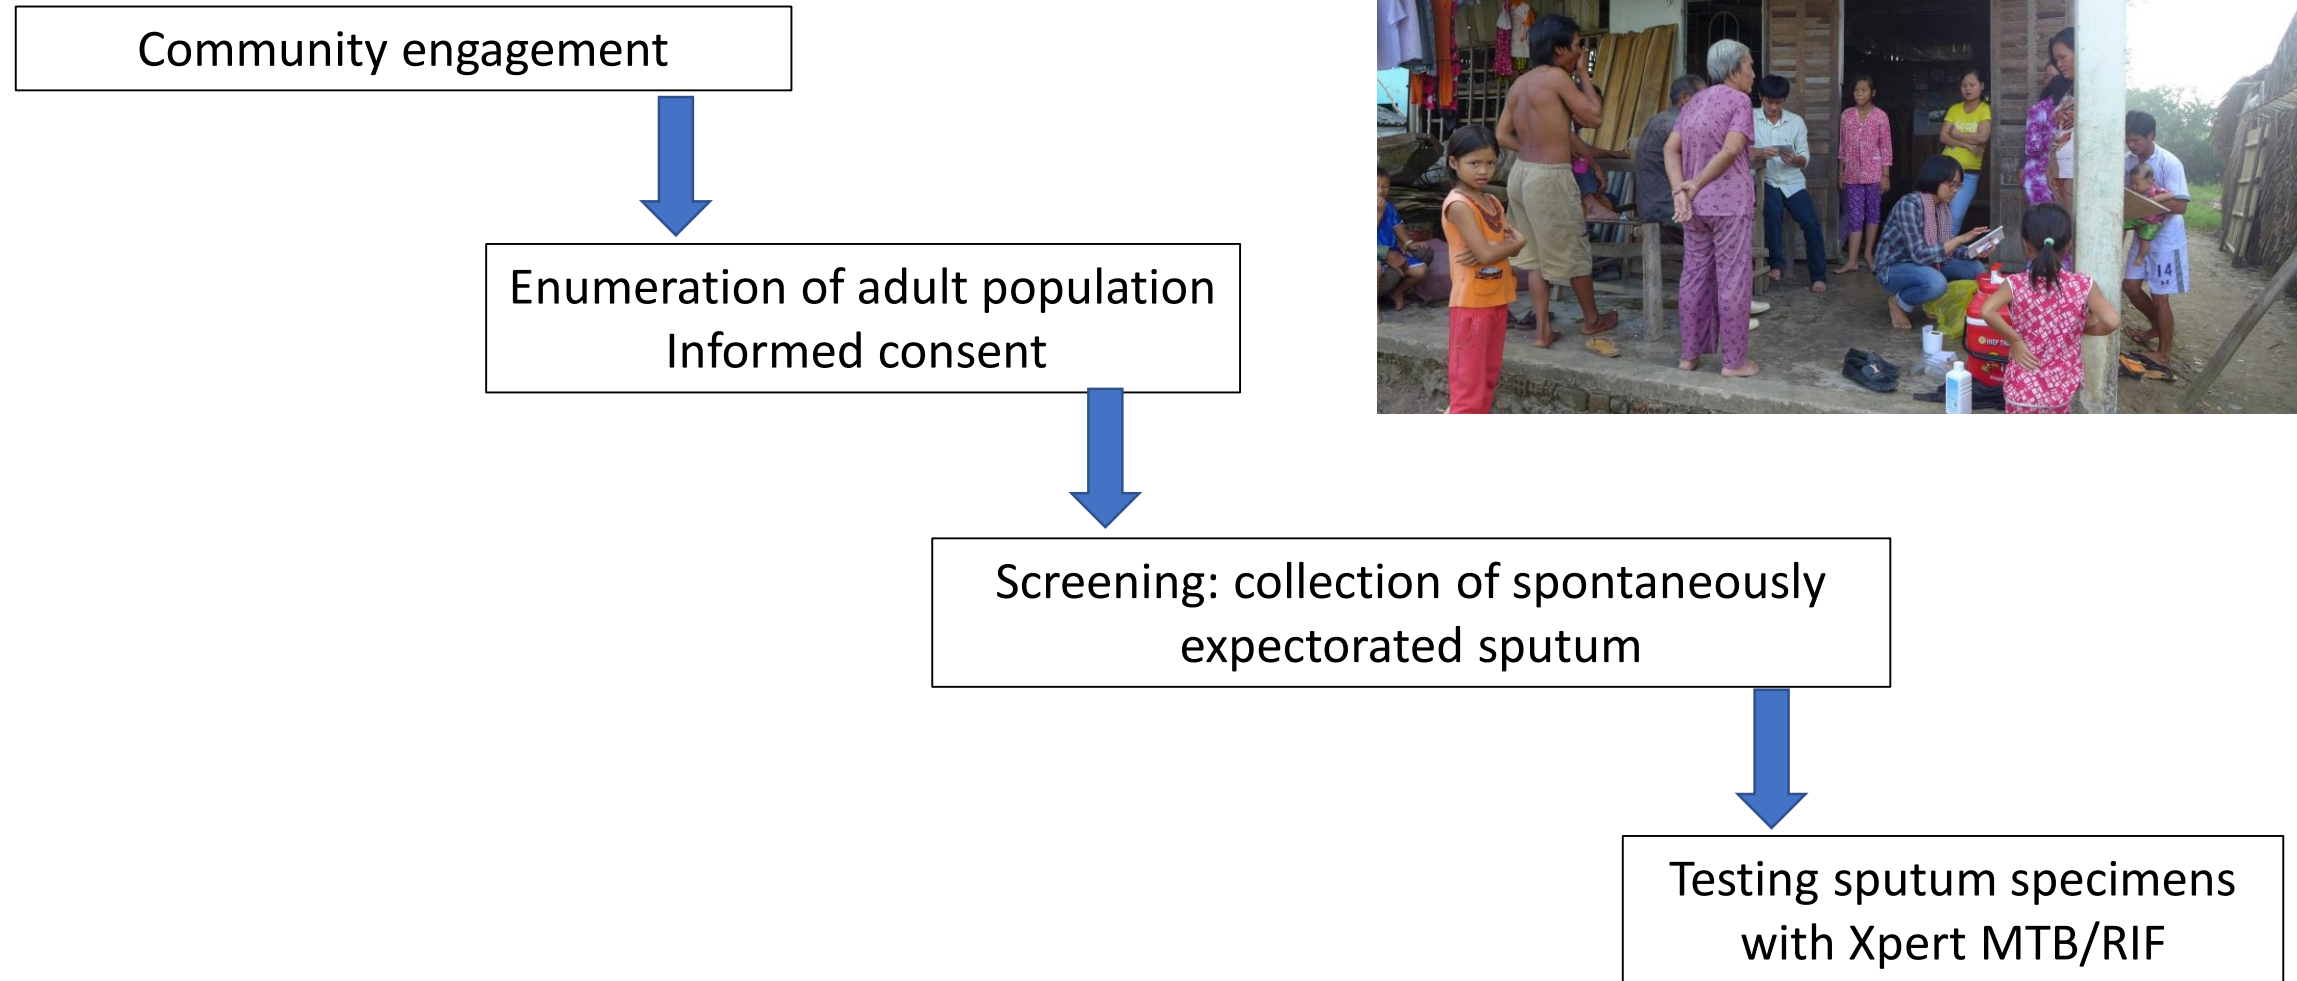 Community engagement
Enumeration of adult population
Informed consent
Screening: collection of spontaneously
expectorated sputum
Testing sputum specimens
with Xpert MTB/RIF
14